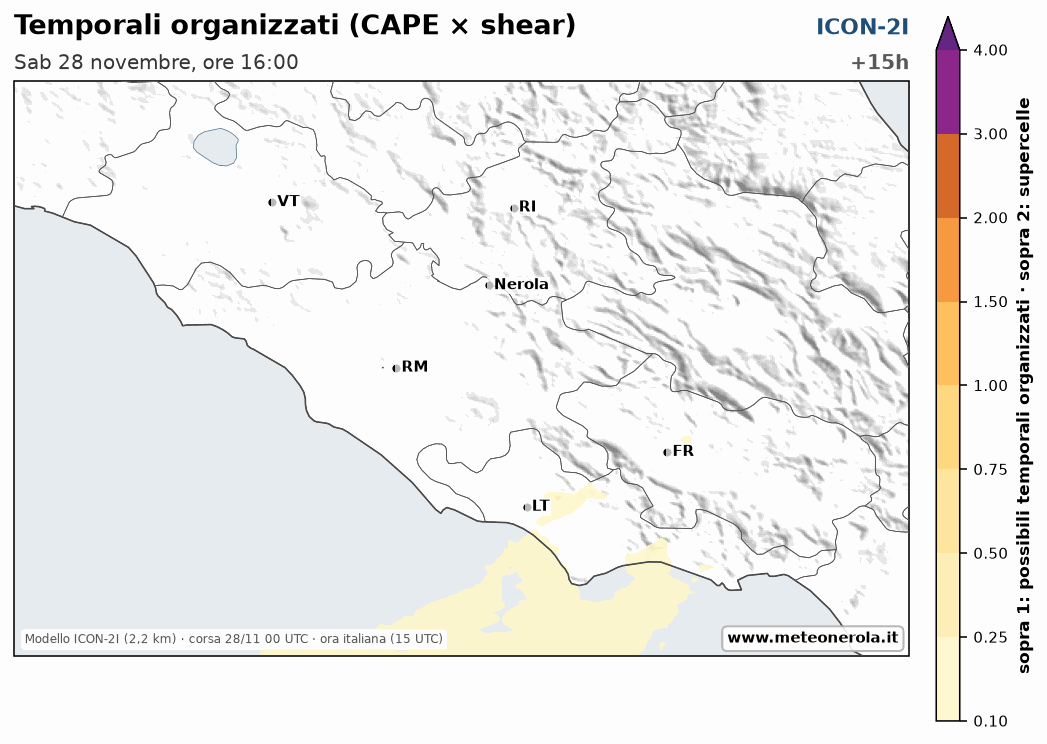 Temporali organizzati (CAPE × shear)
ICON-2I
Sab 28 novembre, ore 16:00
+15h
VT
RI
Nerola
RM
FR
LT
Modello ICON-2I (2,2 km) · corsa 28/11 00 UTC · ora italiana (15 UTC)
www.meteonerola.it
4.00
3.00
2.00
1.50
1.00
0.75
0.50
0.25
0.10
sopra 1: possibili temporali organizzati · sopra 2: supercelle